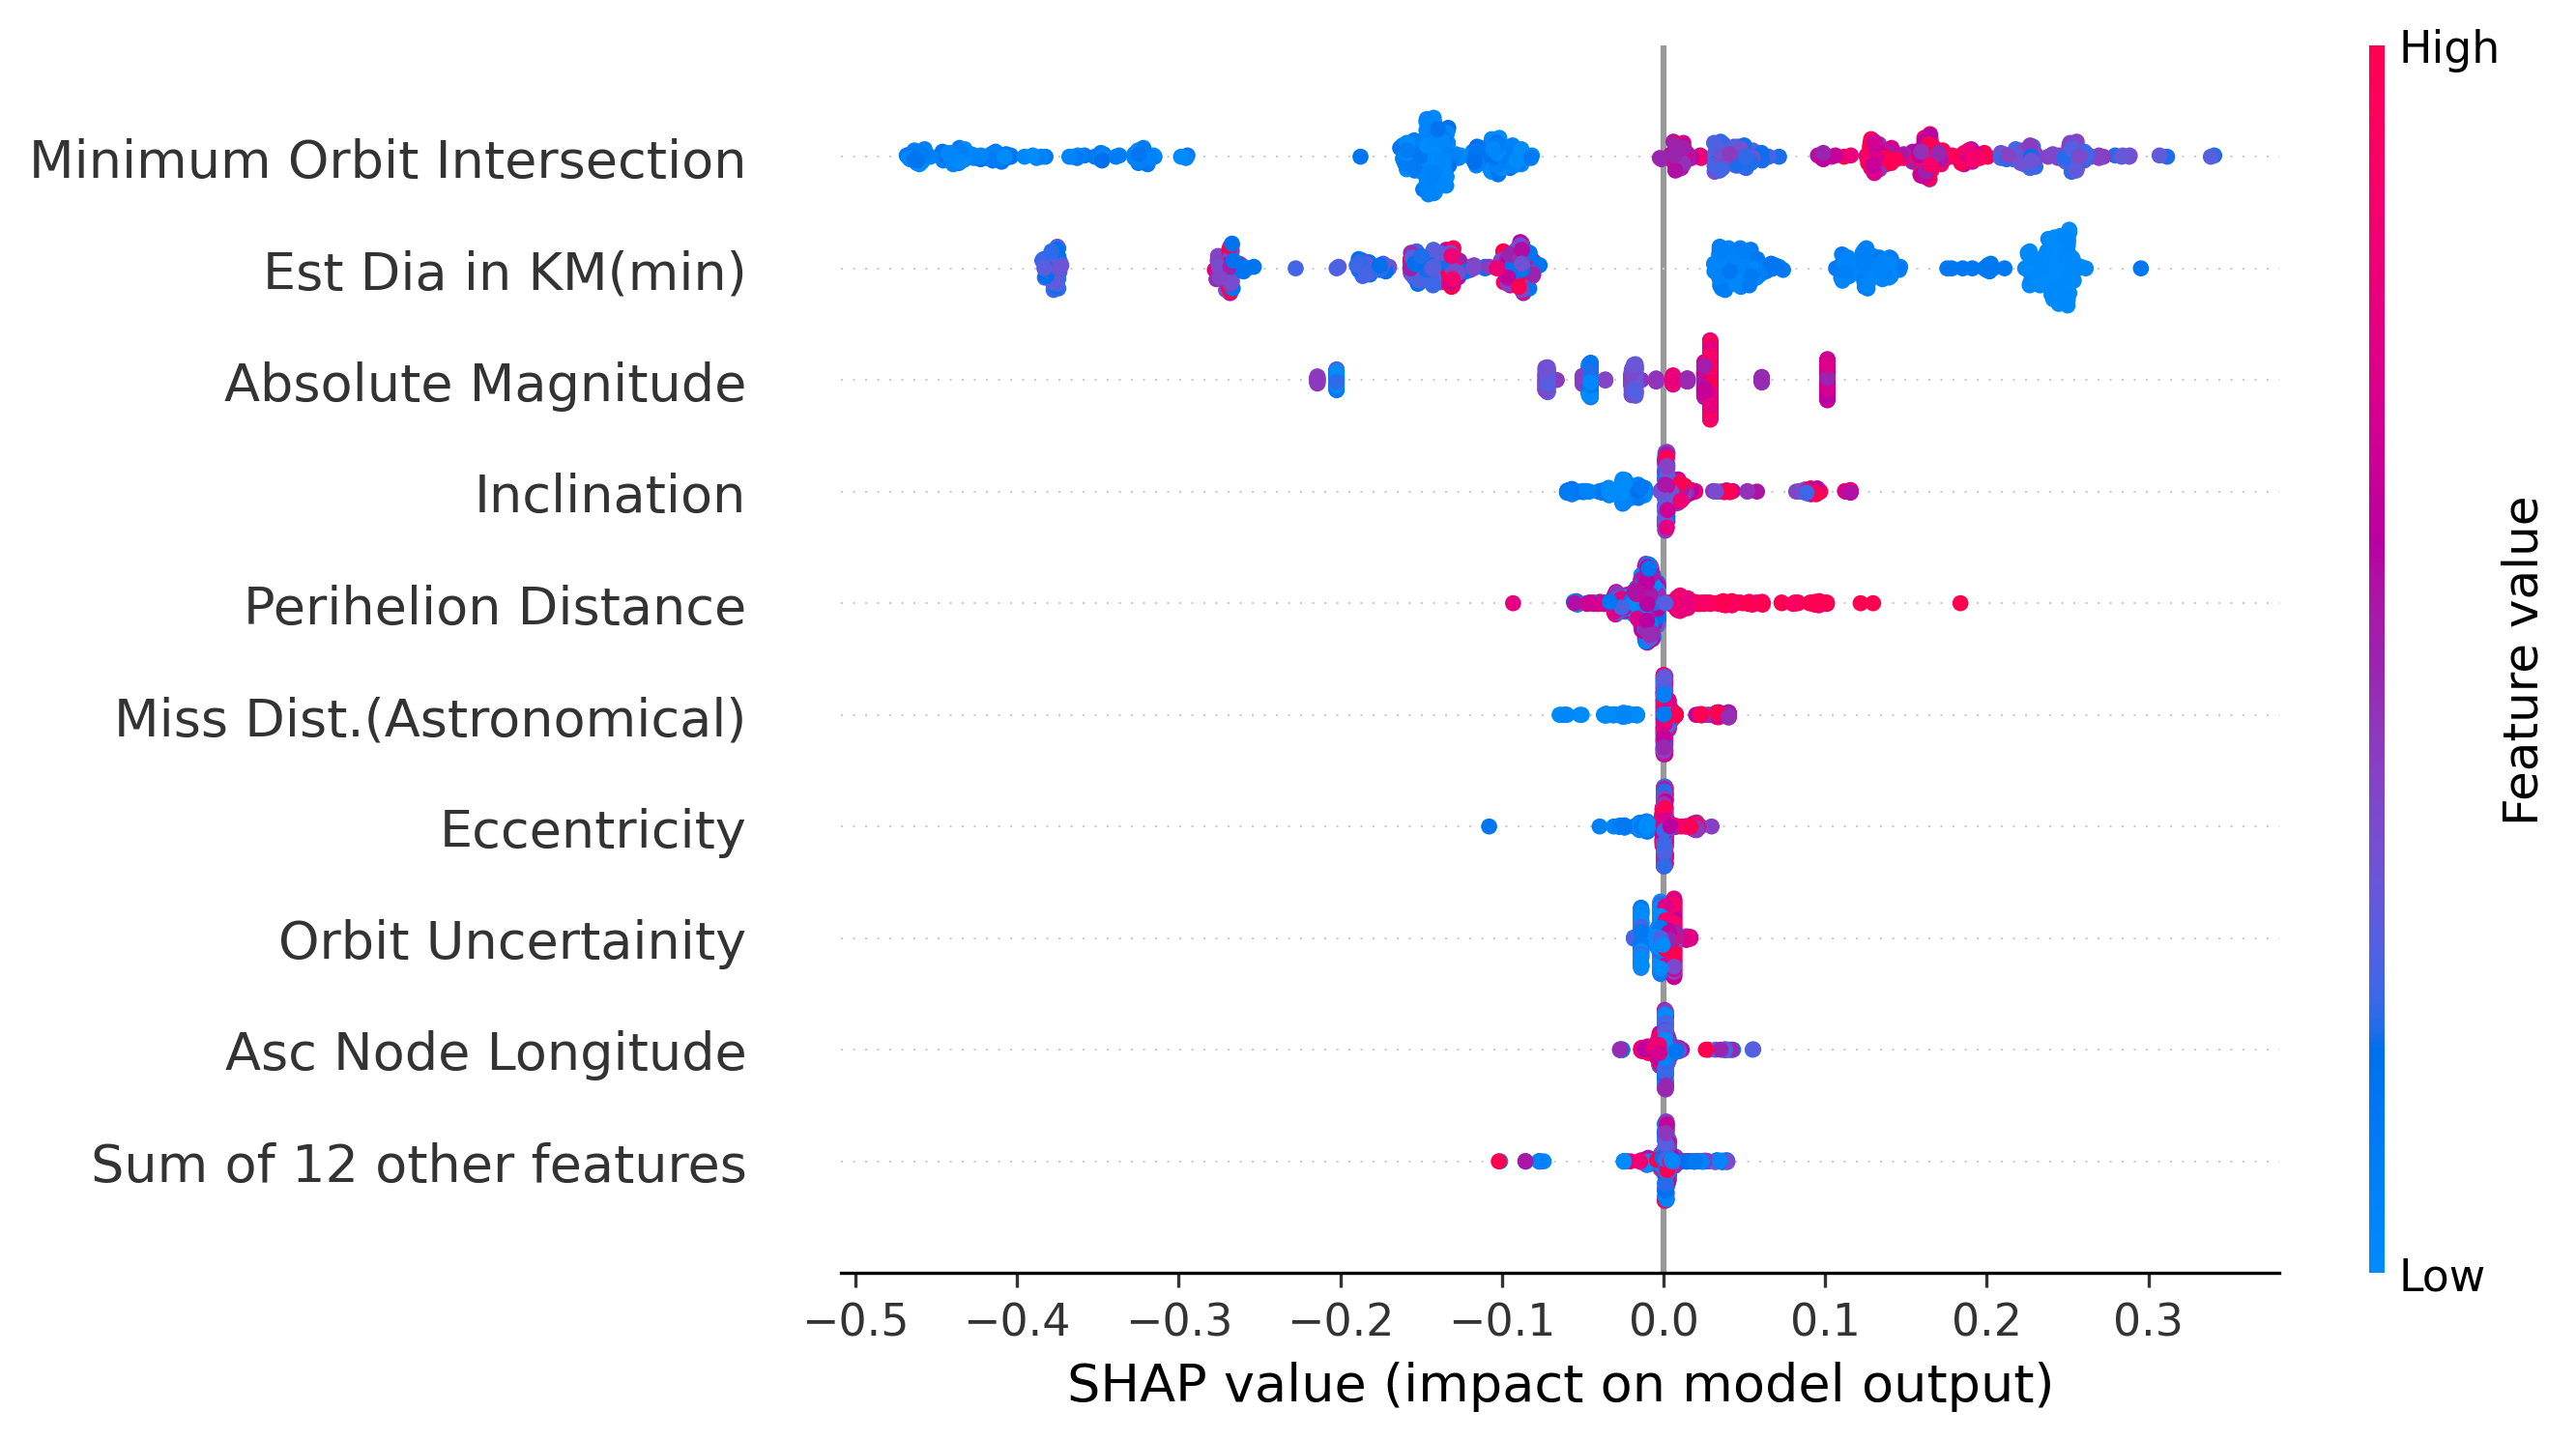 High
Minimum Orbit Intersection
Est Dia in KM(min)
Absolute Magnitude
Inclination
Perihelion Distance
Miss Dist.(Astronomical)
Eccentricity
Orbit Uncertainity
Asc Node Longitude
Sum of 12 other features
Feature value
Low
−0.5 −0.4 −0.3 −0.2 −0.1 0.0 0.1 0.2 0.3
SHAP value (impact on model output)